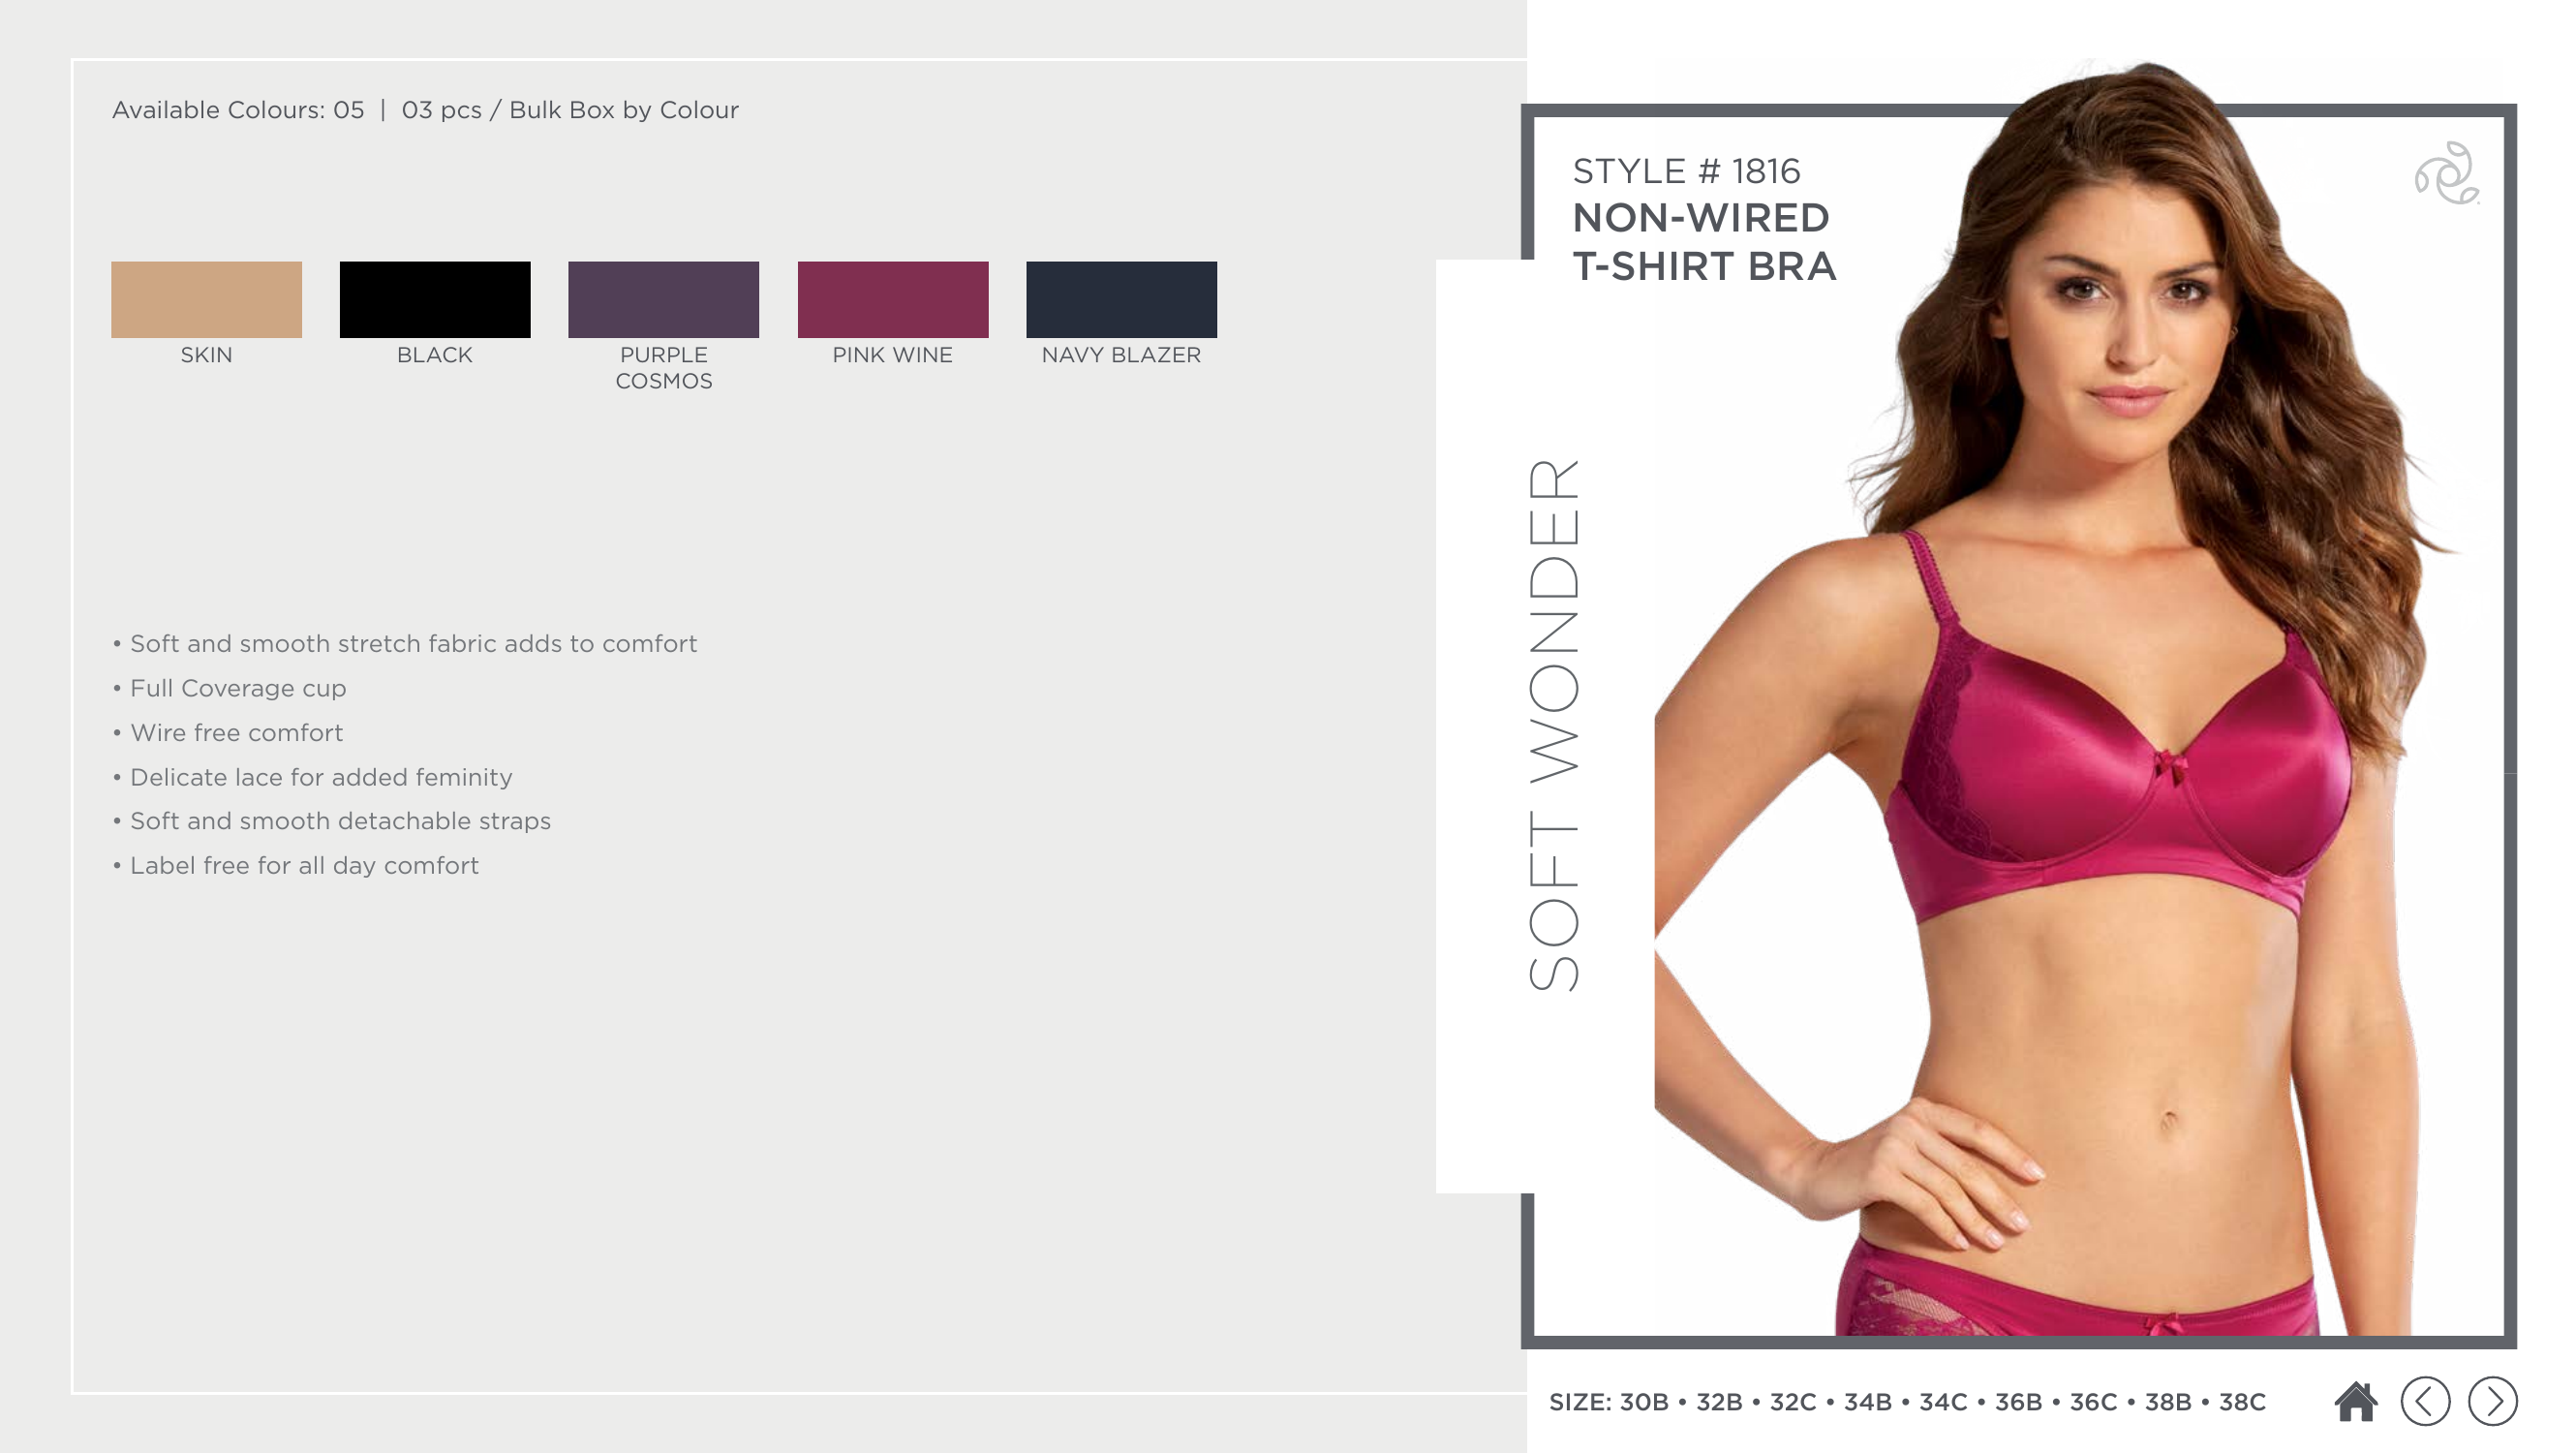 Available Colours: 05 | 03 pcs / Bulk Box by Colour
SKIN
BLACK
PURPLE
COSMOS
PINK WINE
NAVY BLAZER
• Soft and smooth stretch fabric adds to comfort
• Full Coverage cup
• Wire free comfort
• Delicate lace for added feminity
• Soft and smooth detachable straps
• Label free for all day comfort
STYLE # 1816
NON-WIRED
T-SHIRT BRA
SOFT WONDER
SIZE: 30B • 32B • 32C • 34B • 34C • 36B • 36C • 38B • 38C